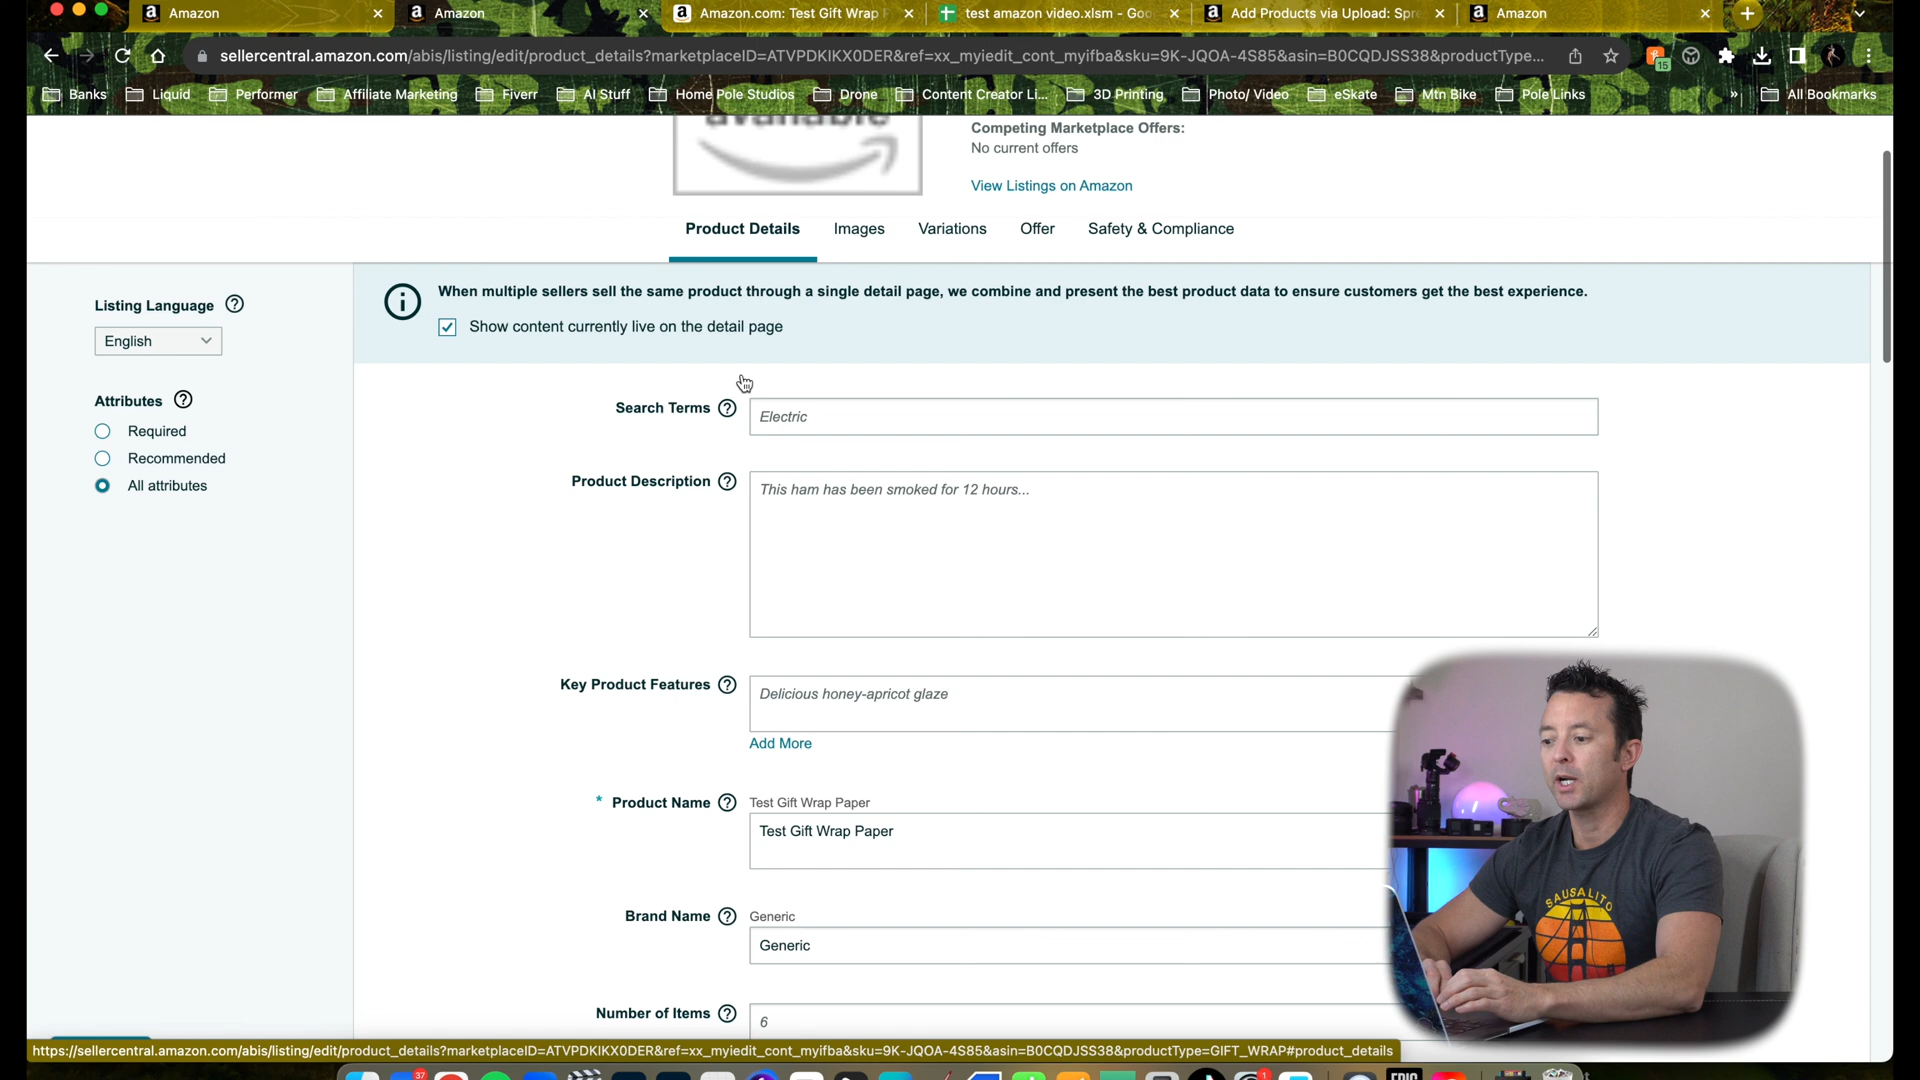 Amazon
Amazon
Amazon.com: Test Gift Wrap
test amazon video.xlsm - Goo
Add Products via Upload: Spre
Amazon
sellercentral.amazon.com/abis/listing/edit/product_details?marketplaceID=ATVPDKIKX0DER&ref=xx_myiedit_cont_myifba&sku=9K-JQOA-4S85&asin=B0CQDJSS38&productType...
15
Banks
Liquid
Performer
Affiliate Marketing
Fiverr
AI Stuff
Home Pole Studios
Drone
Content Creator Li...
3D Printing
Photo/ Video
eSkate
Mtn Bike
Pole Links
»
All Bookmarks
available
Competing Marketplace Offers:
No current offers
View Listings on Amazon
Product Details
Images
Variations
Offer
Safety & Compliance
Listing Language
English
Attributes
Required
Recommended
All attributes
When multiple sellers sell the same product through a single detail page, we combine and present the best product data to ensure customers get the best experience.
Show content currently live on the detail page
Search Terms
Electric
Product Description
This ham has been smoked for 12 hours...
Key Product Features
Delicious honey-apricot glaze
Add More
* Product Name
Test Gift Wrap Paper
Test Gift Wrap Paper
Brand Name
Generic
Generic
Number of Items
6
SAUSALITO
https://sellercentral.amazon.com/abis/listing/edit/product_details?marketplaceID=ATVPDKIKX0DER&ref=xx_myiedit_cont_myifba&sku=9K-JQOA-4S85&asin=B0CQDJSS38&productType=GIFT_WRAP#product_details
37
1
EPIC